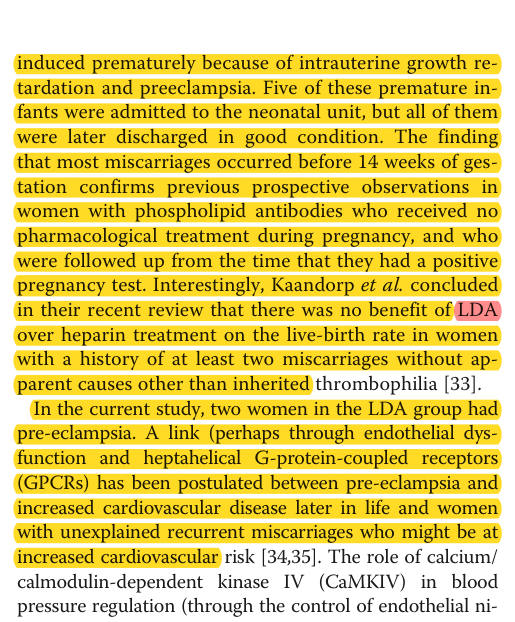 induced prematurely because of intrauterine growth re-
tardation and preeclampsia. Five of these premature in-
fants were admitted to the neonatal unit, but all of them
were later discharged in good condition. The finding
that most miscarriages occurred before 14 weeks of ges-
tation confirms previous prospective observations in
women with phospholipid antibodies who received no
pharmacological treatment during pregnancy, and who
were followed up from the time that they had a positive
pregnancy test. Interestingly, Kaandorp et al. concluded
in their recent review that there was no benefit of LDA
over heparin treatment on the live-birth rate in women
with a history of at least two miscarriages without ap-
parent causes other than inherited thrombophilia [33].
In the current study, two women in the LDA group had
pre-eclampsia. A link (perhaps through endothelial dys-
function and heptahelical G-protein-coupled receptors
(GPCRs) has been postulated between pre-eclampsia and
increased cardiovascular disease later in life and women
with unexplained recurrent miscarriages who might be at
increased cardiovascular risk [34,35]. The role of calcium/
calmodulin-dependent kinase IV (CaMKIV) in blood
pressure regulation (through the control of endothelial ni-